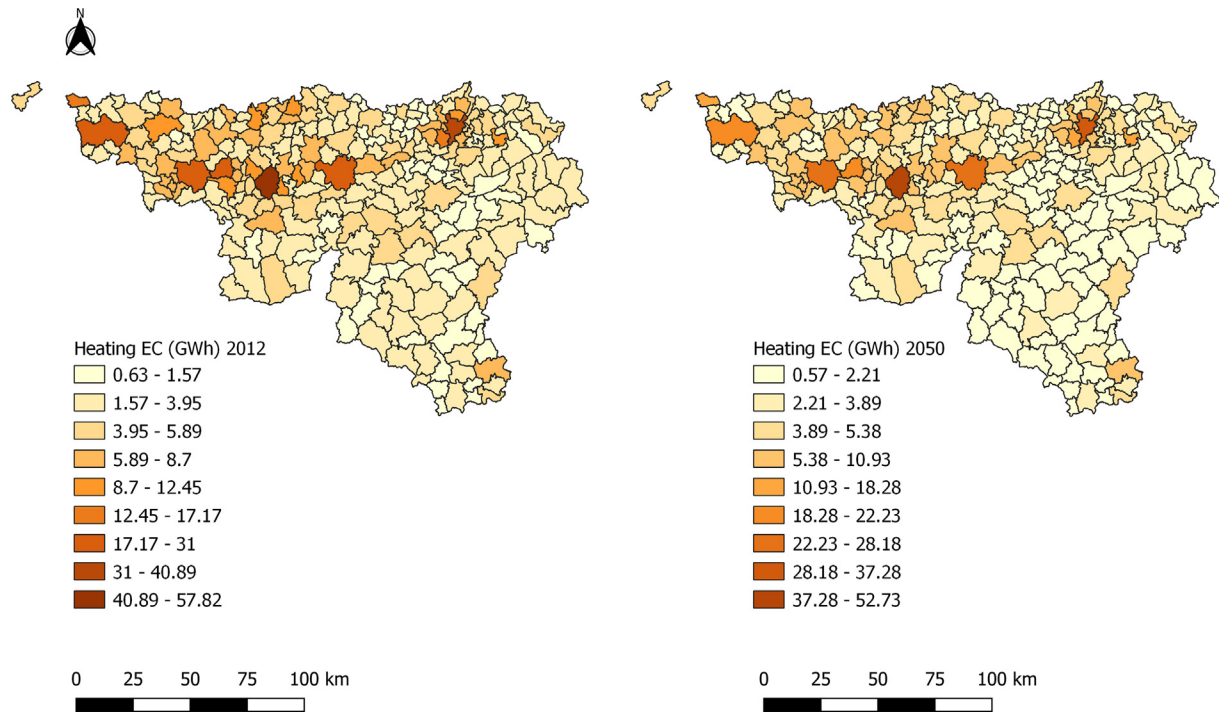 N
Heating EC (GWh) 2012
0.63 - 1.57
1.57 - 3.95
3.95 - 5.89
5.89 - 8.7
8.7 - 12.45
12.45 - 17.17
17.17 - 31
31 - 40.89
40.89 - 57.82
0 25 50 75 100 km
Heating EC (GWh) 2050
0.57 - 2.21
2.21 - 3.89
3.89 - 5.38
5.38 - 10.93
10.93 - 18.28
18.28 - 22.23
22.23 - 28.18
28.18 - 37.28
37.28 - 52.73
0 25 50 75 100 km